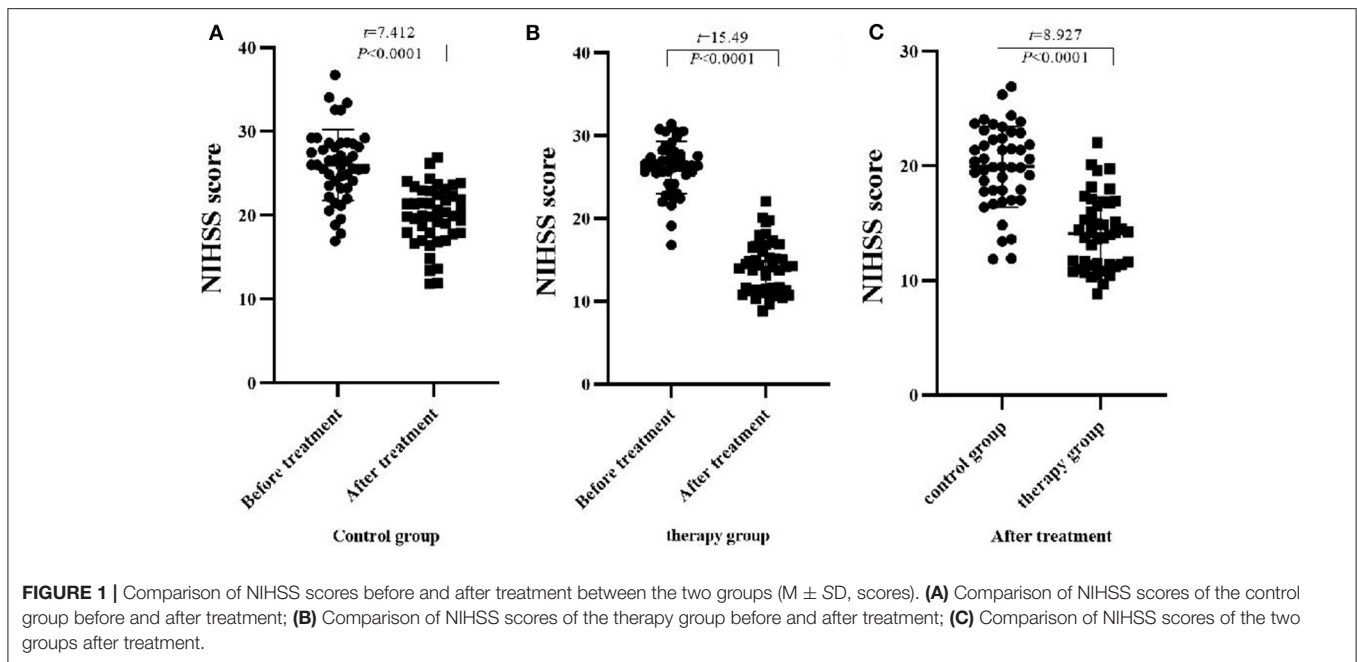 A
t=7.412
P<0.0001
NIHSS score
40
30
20
10
0
Before treatment
After treatment
Control group
B
t=15.49
P<0.0001
NIHSS score
40
30
20
10
0
Before treatment
After treatment
therapy group
C
t=8.927
P<0.0001
NIHSS score
30
20
10
0
control group
therapy group
After treatment
FIGURE 1 | Comparison of NIHSS scores before and after treatment between the two groups (M ± SD, scores). (A) Comparison of NIHSS scores of the control
group before and after treatment; (B) Comparison of NIHSS scores of the therapy group before and after treatment; (C) Comparison of NIHSS scores of the two
groups after treatment.